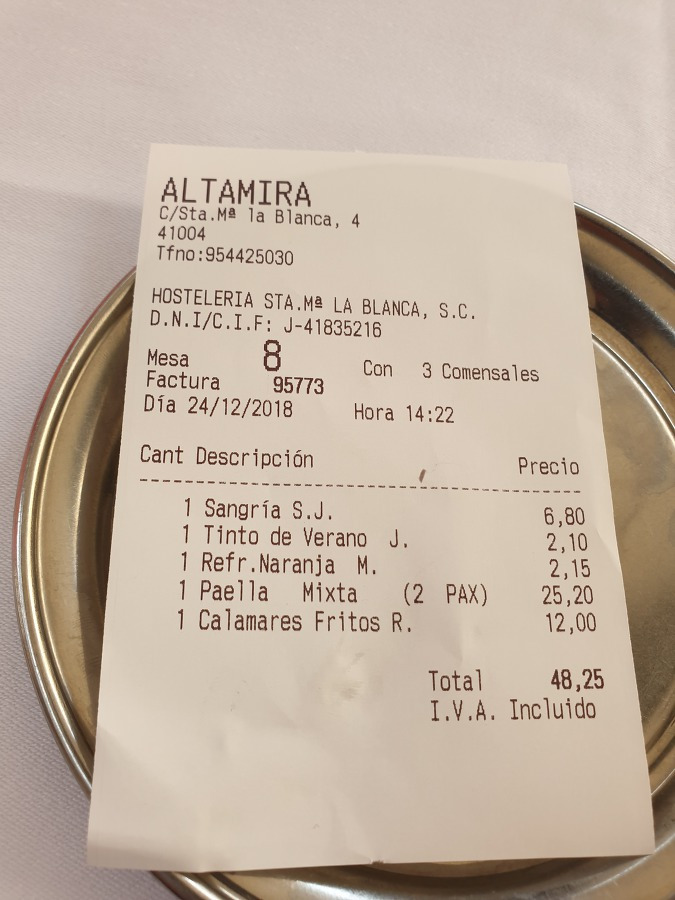 ALTAMIRA
C/Sta.Mª la Blanca, 4
41004
Tfno:954425030
HOSTELERIA STA.Mª LA BLANCA, S.C.
D.N.I/C.I.F: J-41835216
Mesa 8 Con 3 Comensales
Factura 95773
Día 24/12/2018 Hora 14:22
Cant Descripción Precio
1 Sangría S.J. 6,80
1 Tinto de Verano J. 2,10
1 Refr.Naranja M. 2,15
1 Paella Mixta (2 PAX) 25,20
1 Calamares Fritos R. 12,00
Total 48,25
I.V.A. Incluido